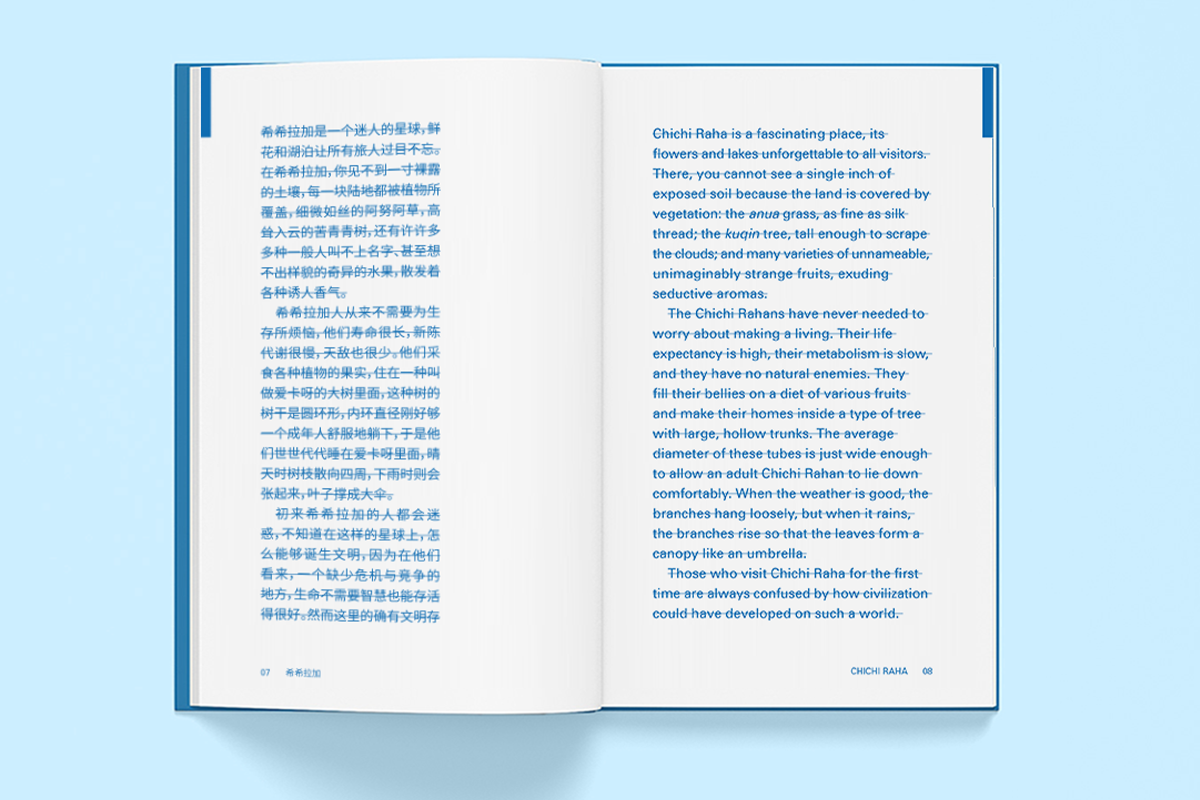 希希拉加是一个迷人的星球，鲜
花和湖泊让所有旅人过目不忘。
在希希拉加，你见不到一寸裸露
的土壤，每一块陆地都被植物所
覆盖，细微如丝的阿努阿草，高
耸入云的苦青青树，还有许许多
多种一般人叫不上名字、甚至想
不出样貌的奇异的水果，散发着
各种诱人香气。
希希拉加人从来不需要为生
存所烦恼，他们寿命很长，新陈
代谢很慢，天敌也很少。他们采
食各种植物的果实，住在一种叫
做爱卡呀的大树里面，这种树的
树干是圆环形，内环直径刚好够
一个成年人舒服地躺下，于是他
们世世代代睡在爱卡呀里面，晴
天时树枝散向四周，下雨时则会
张起来，叶子撑成大伞。
初来希希拉加的人都会迷
惑，不知道在这样的星球上，怎
么能够诞生文明，因为在他们
看来，一个缺少危机与竞争的
地方，生命不需要智慧也能存活
得很好。然而这里的确有文明存
07 希希拉加
Chichi Raha is a fascinating place, its
flowers and lakes unforgettable to all visitors.
There, you cannot see a single inch of
exposed soil because the land is covered by
vegetation: the anua grass, as fine as silk
thread; the kuqin tree, tall enough to scrape
the clouds; and many varieties of unnameable,
unimaginably strange fruits, exuding
seductive aromas.
The Chichi Rahans have never needed to
worry about making a living. Their life
expectancy is high, their metabolism is slow,
and they have no natural enemies. They
fill their bellies on a diet of various fruits
and make their homes inside a type of tree
with large, hollow trunks. The average
diameter of these tubes is just wide enough
to allow an adult Chichi Rahan to lie down
comfortably. When the weather is good, the
branches hang loosely, but when it rains,
the branches rise so that the leaves form a
canopy like an umbrella.
Those who visit Chichi Raha for the first
time are always confused by how civilization
could have developed on such a world.
CHICHI RAHA 08